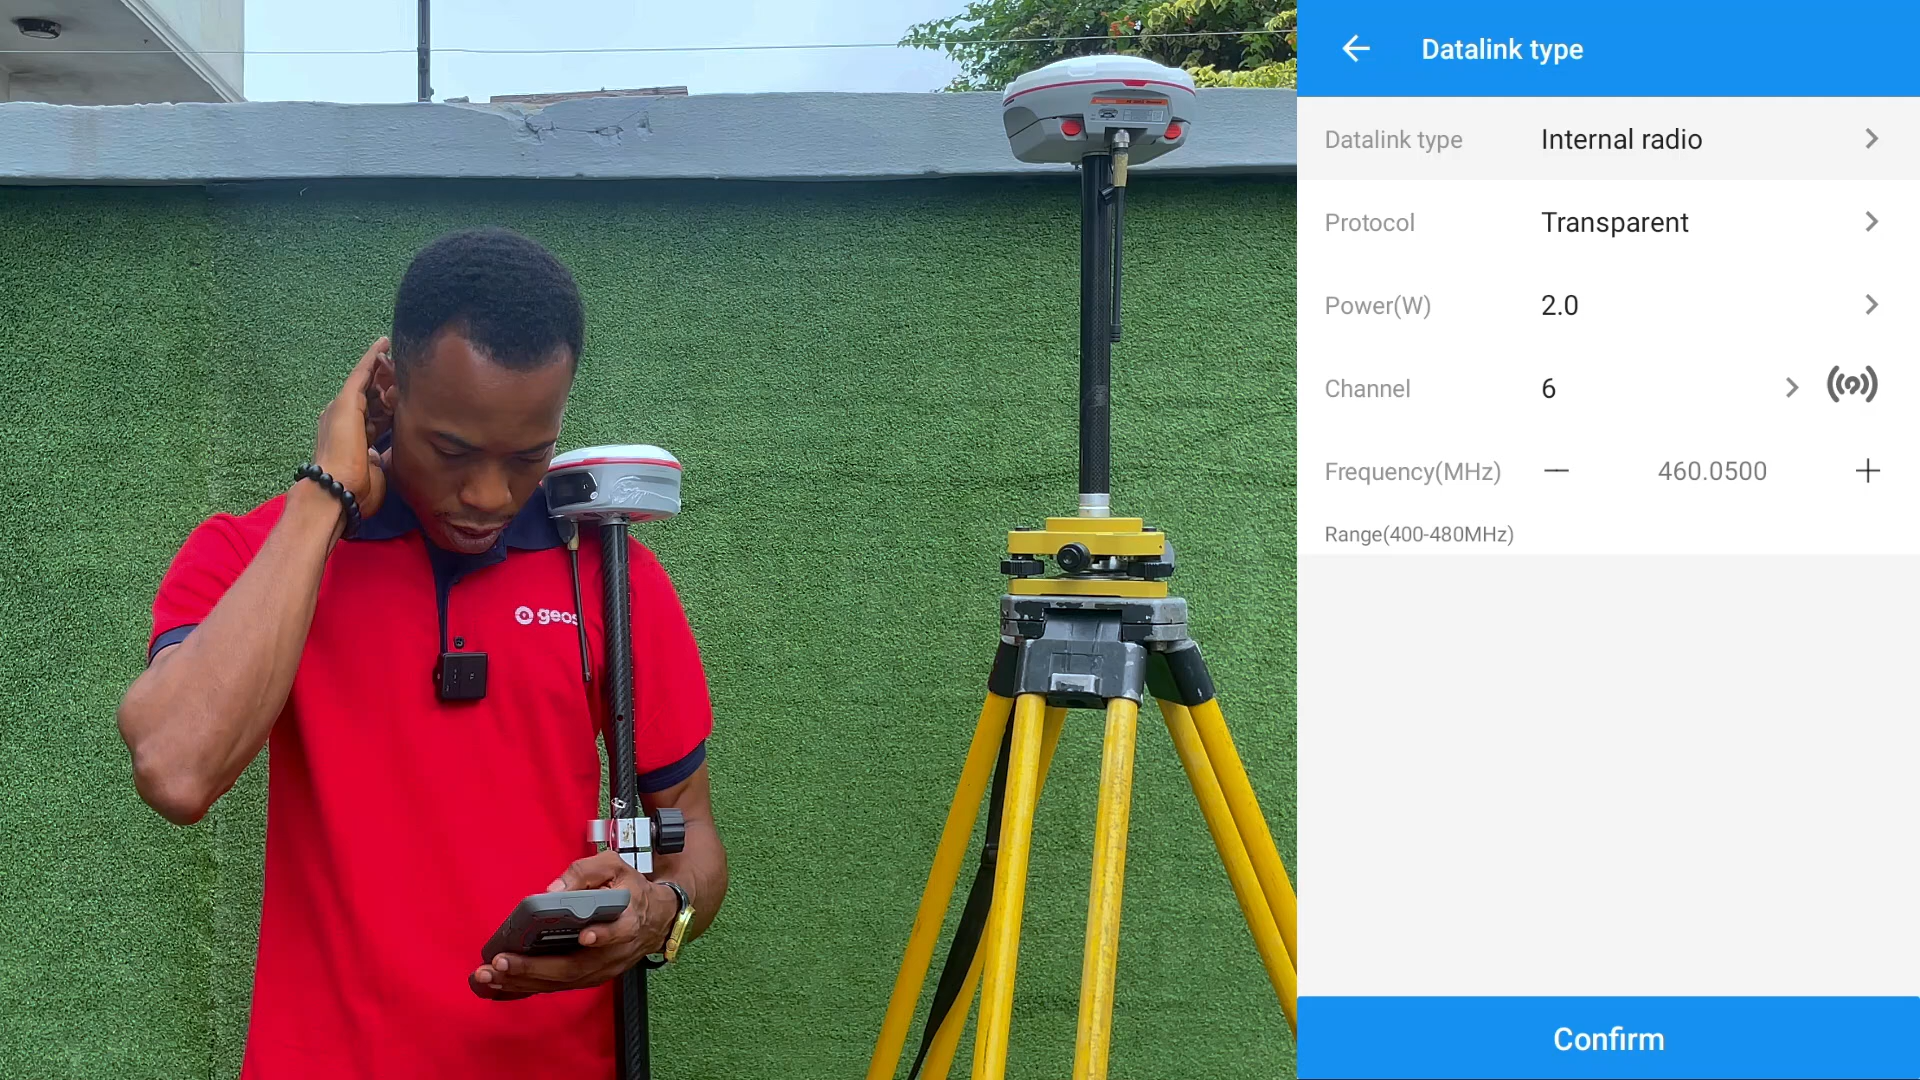 geos
Datalink type
Datalink type Internal radio
Protocol Transparent
Power(W) 2.0
Channel 6
Frequency(MHz) — 460.0500 +
Range(400-480MHz)
Confirm